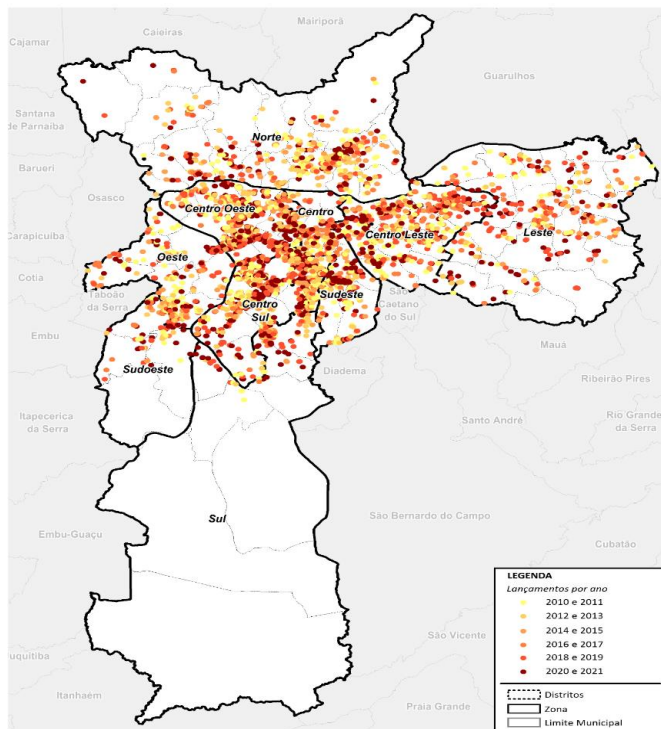 Mairiporã
Cajamar
Caieiras
Guarulhos
Santana
de Parnaíba
Norte
Barueri
Osasco
Centro Oeste
Centro
Carapicuíba
Centro Leste
Leste
Oeste
Cotia
Taboão
da Serra
Centro
Sul
Sudeste
São
Caetano
do Sul
Embu
Mauá
Sudoeste
Diadema
Ribeirão Pires
Itapecerica
da Serra
Santo André
Rio Grande
da Serra
Sul
São Bernardo do Campo
Embu-Guaçu
Cubatão
LEGENDA
Lançamentos por ano
2010 e 2011
2012 e 2013
2014 e 2015
2016 e 2017
2018 e 2019
2020 e 2021
São Vicente
uquitiba
Itanhaém
Praia Grande
Distritos
Zona
Limite Municipal